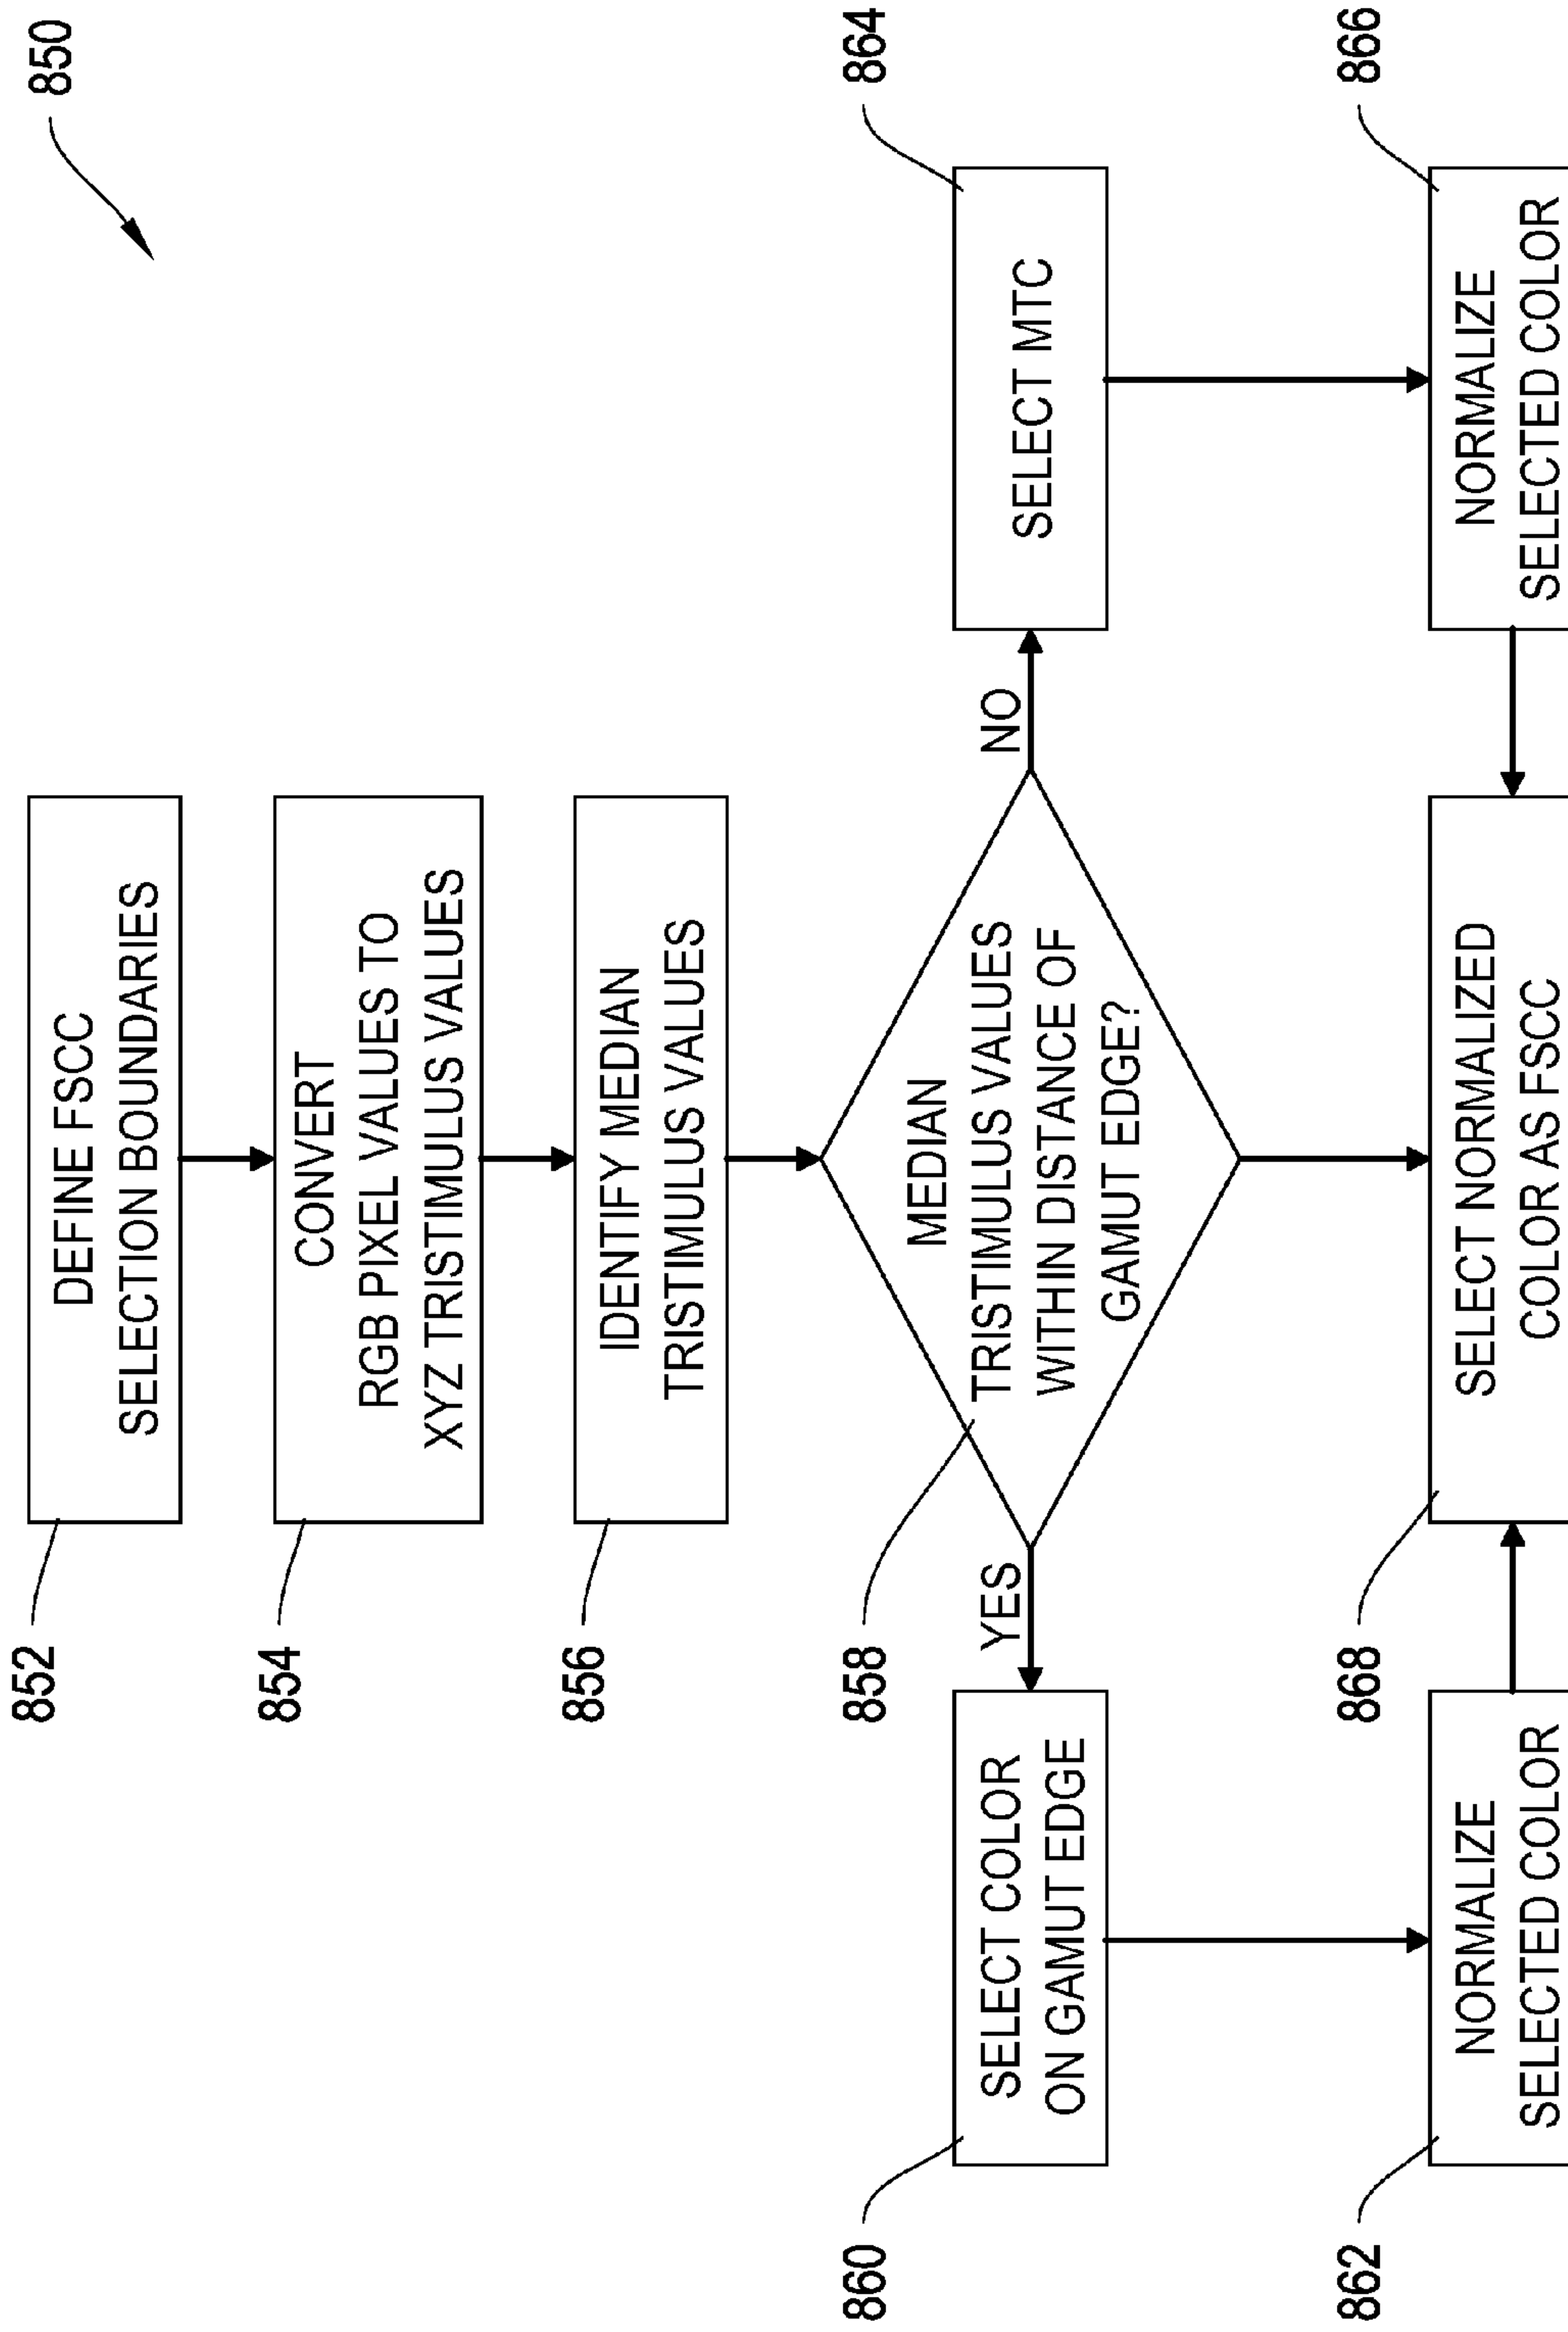 850
852
DEFINE FSCC
SELECTION BOUNDARIES
854
CONVERT
RGB PIXEL VALUES TO
XYZ TRISTIMULUS VALUES
856
IDENTIFY MEDIAN
TRISTIMULUS VALUES
858
MEDIAN
TRISTIMULUS VALUES
WITHIN DISTANCE OF
GAMUT EDGE?
YES
NO
860
SELECT COLOR
ON GAMUT EDGE
864
SELECT MTC
862
NORMALIZE
SELECTED COLOR
868
SELECT NORMALIZED
COLOR AS FSCC
866
NORMALIZE
SELECTED COLOR